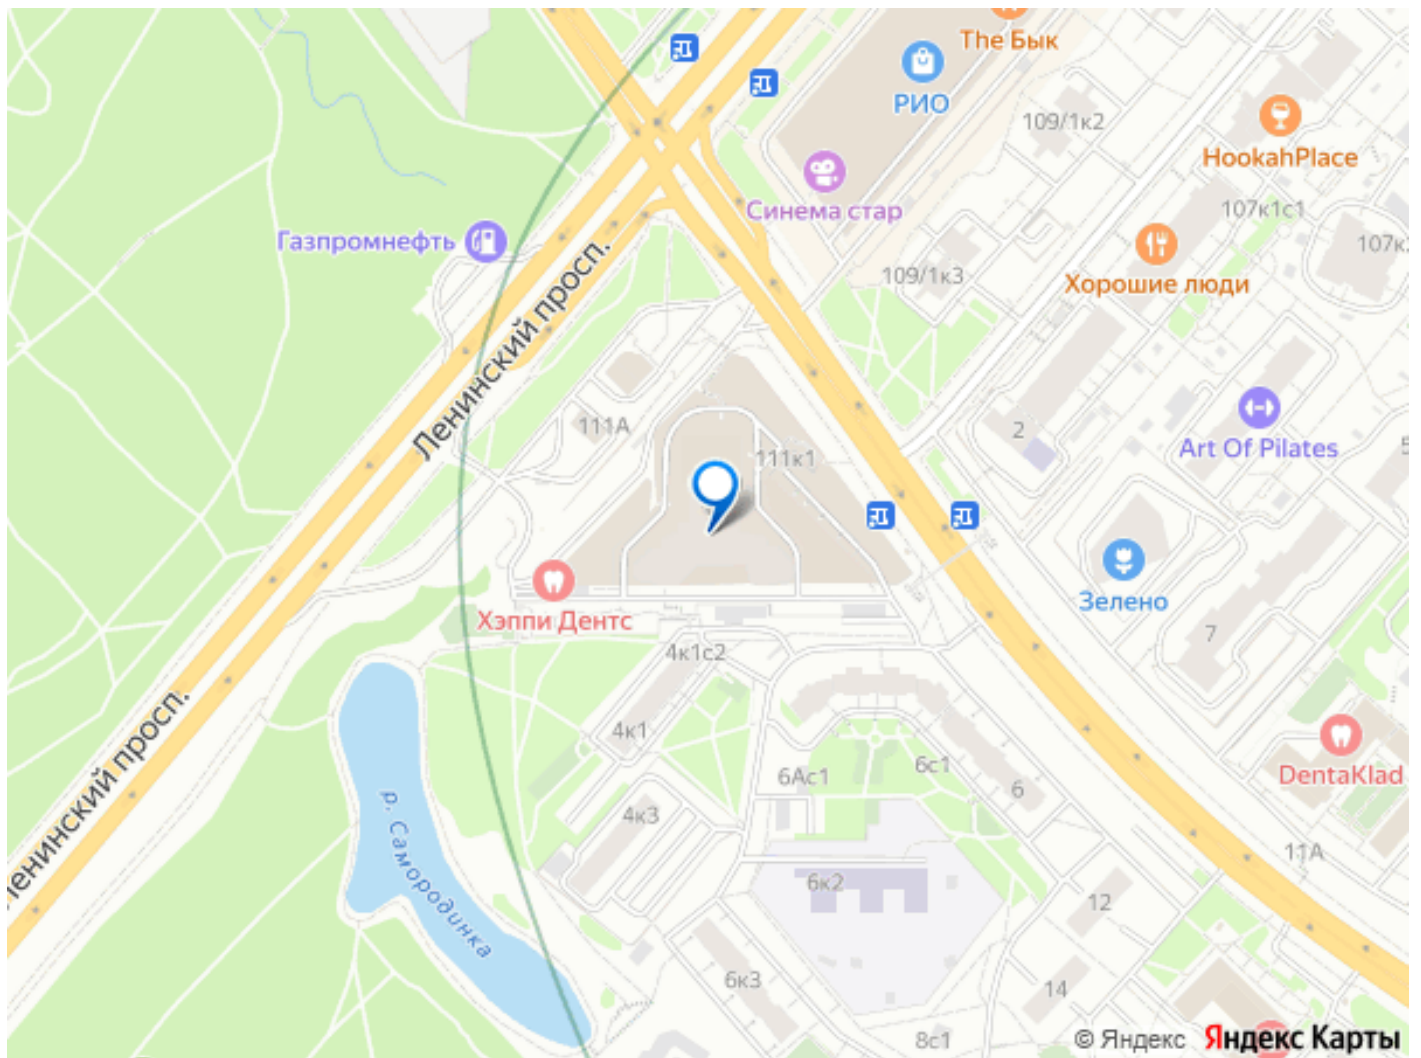 The Бык
РИО
109/1к2
HookahPlace
Синема стар
107к1с1
Газпромнефть
107к
109/1к3
Хорошие люди
Ленинский просп.
111А
2
111к1
Art Of Pilates
5
Хэппи Дентс
Зелено
7
4к1с2
4к1
6с1
6Ас1
6
DentaKlad
Ленинский просп.
4к3
р. Самородинка
11А
6к2
12
6к3
14
8с1
© Яндекс Яндекс Карты